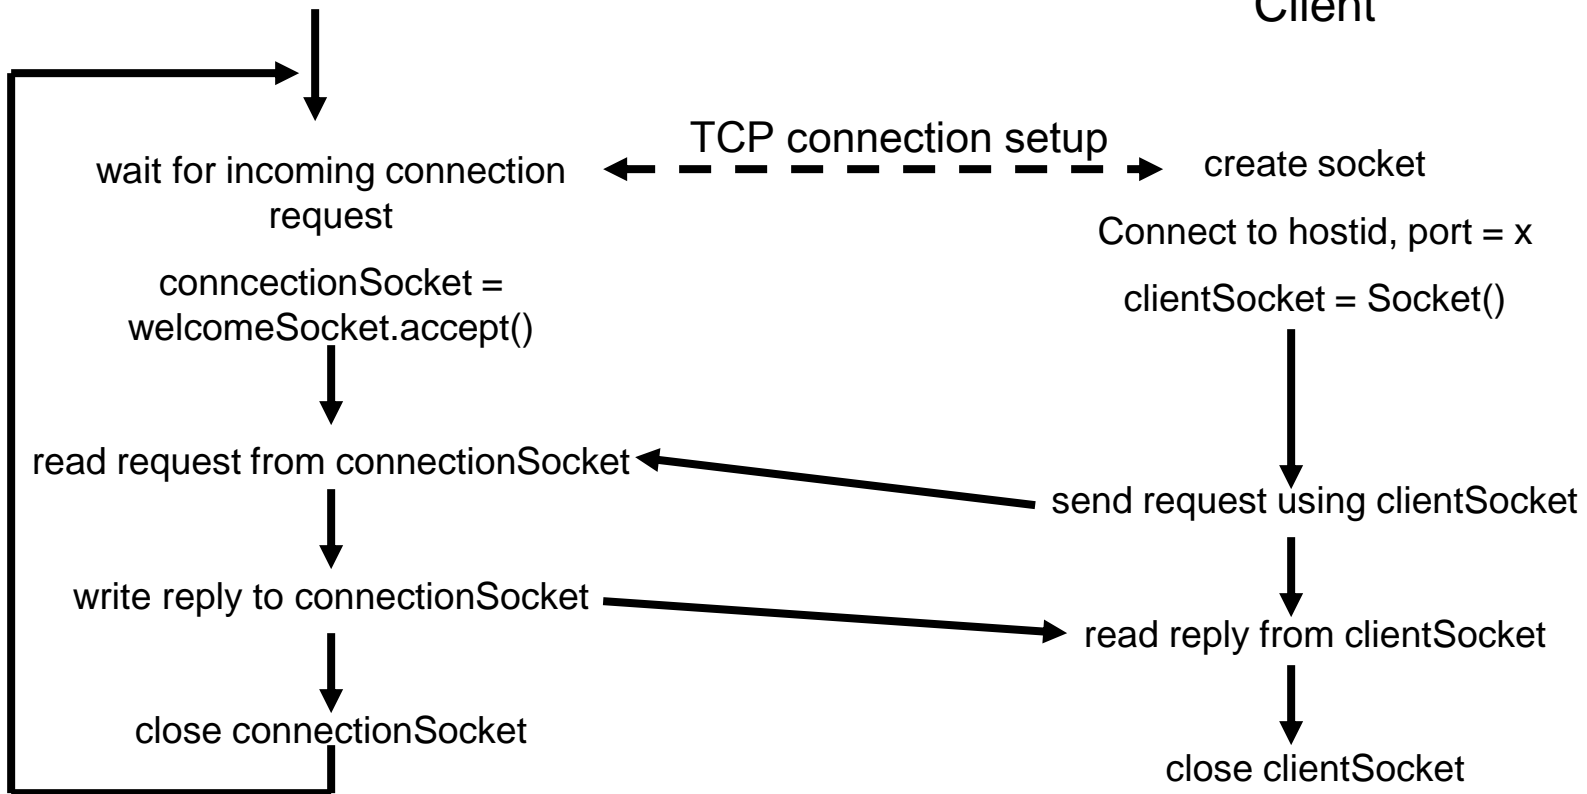 Client
TCP connection setup
wait for incoming connection
request
conncectionSocket =
welcomeSocket.accept()
read request from connectionSocket
write reply to connectionSocket
close connectionSocket
create socket
Connect to hostid, port = x
clientSocket = Socket()
send request using clientSocket
read reply from clientSocket
close clientSocket